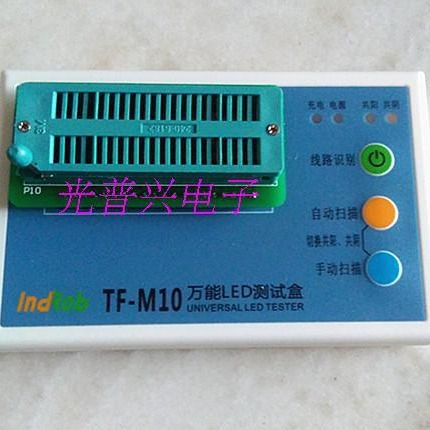 充电 电源 共阳 共阴
线路识别
P10
光普兴电子
自动扫描
切换共阳、共阴
手动扫描
IndRob TF-M10 万能LED测试盒
UNIVERSAL LED TESTER